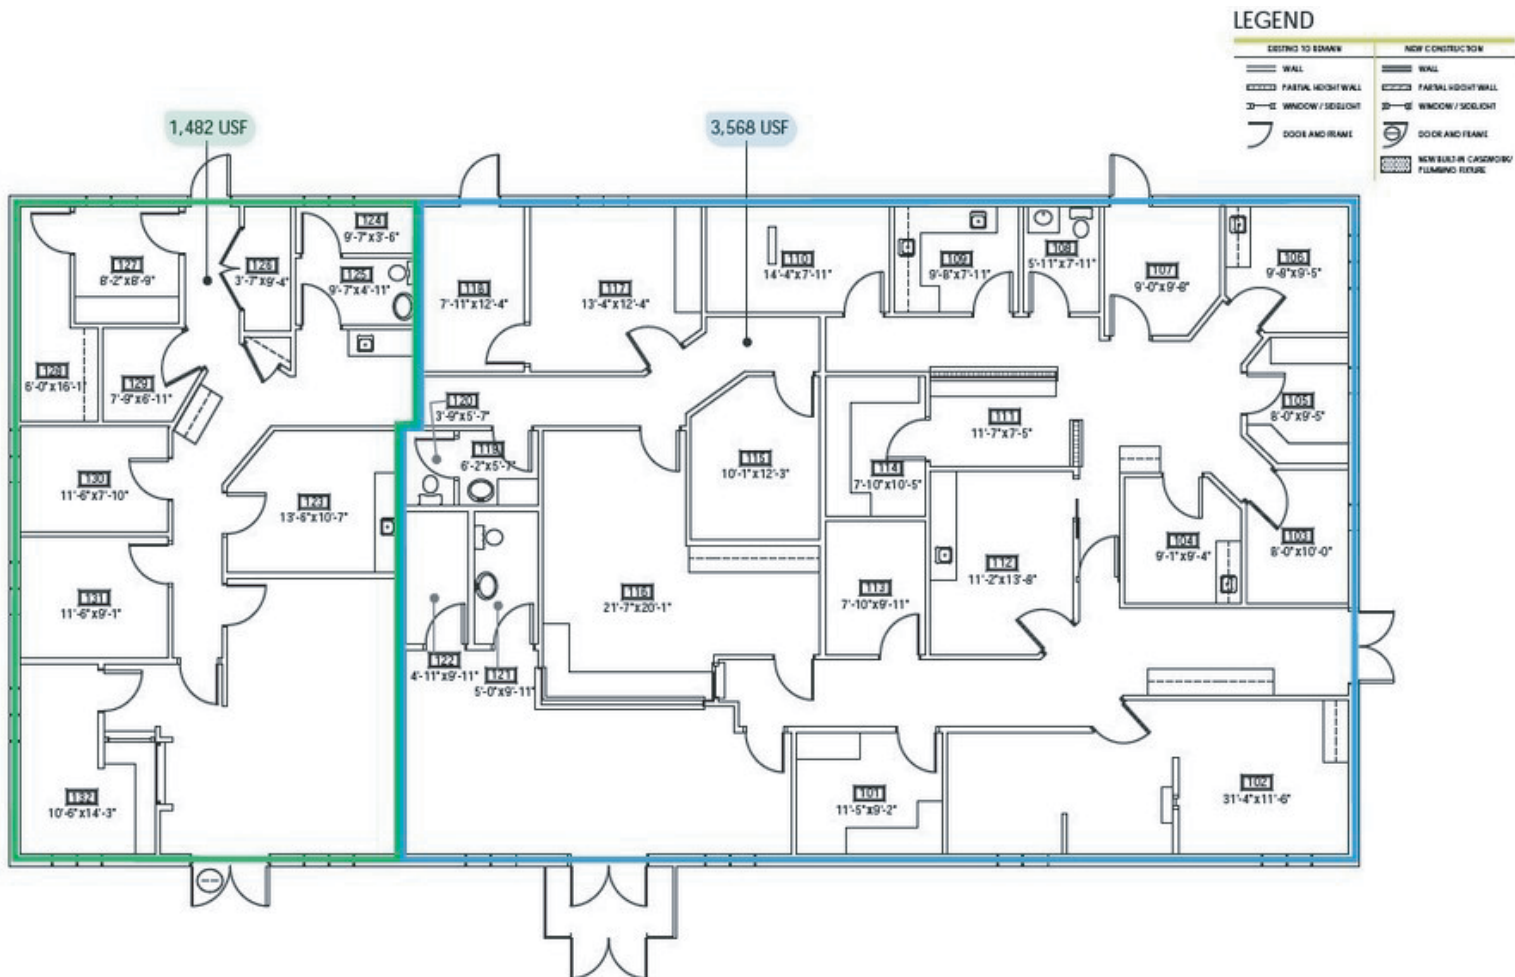 LEGEND
EXISTING TO REMAIN
NEW CONSTRUCTION
WALL
WALL
PARTIAL HEIGHT WALL
PARTIAL HEIGHT WALL
WINDOW / SIDELIGHT
WINDOW / SIDELIGHT
DOOR AND FRAME
DOOR AND FRAME
NEW BUILT-IN CASEWORK/
PLUMBING FIXTURE
1,482 USF
3,568 USF
124
9'-7"x3'-6"
127
8'-2"x8'-9"
126
3'-7"x9'-4"
125
9'-7"x4'-11"
118
7'-11"x12'-4"
117
13'-4"x12'-4"
110
14'-4"x7'-11"
109
9'-8"x7'-11"
108
5'-11"x7'-11"
107
9'-0"x9'-8"
106
9'-8"x9'-5"
128
6'-0"x16'-1"
129
7'-9"x6'-11"
120
3'-9"x5'-7"
119
6'-2"x5'-7"
111
11'-7"x7'-5"
105
8'-0"x9'-5"
115
10'-1"x12'-3"
114
7'-10"x10'-5"
130
11'-6"x7'-10"
123
13'-6"x10'-7"
104
9'-1"x9'-4"
103
8'-0"x10'-0"
112
11'-2"x13'-8"
131
11'-6"x9'-1"
116
21'-7"x20'-1"
113
7'-10"x9'-11"
122
4'-11"x9'-11"
121
5'-0"x9'-11"
132
10'-6"x14'-3"
101
11'-5"x9'-2"
102
31'-4"x11'-6"